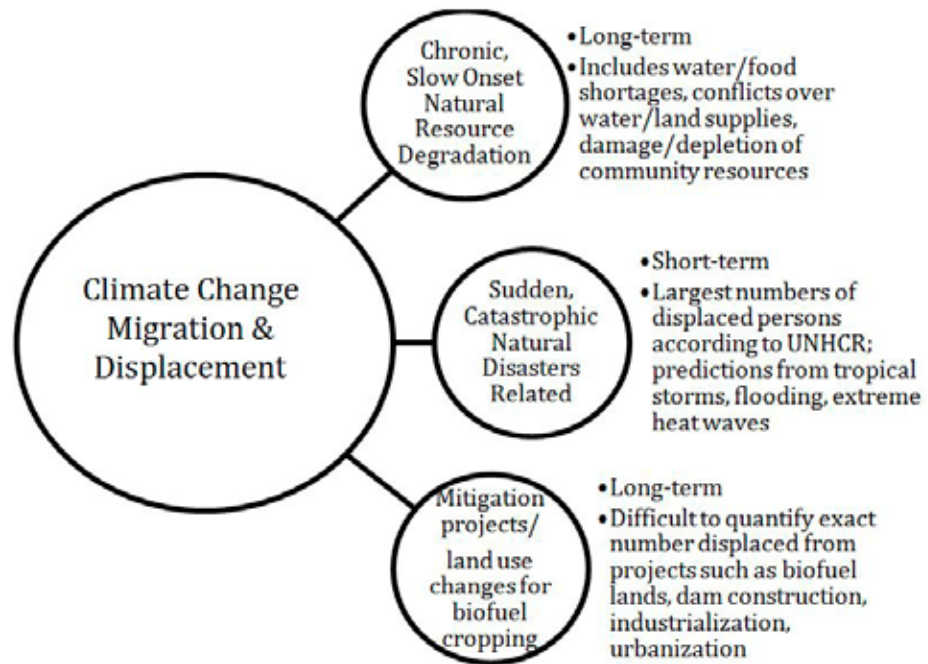 Climate Change
Migration &
Displacement
Chronic,
Slow Onset
Natural
Resource
Degradation
•Long-term
•Includes water/food
shortages, conflicts over
water/land supplies,
damage/depletion of
community resources
Sudden,
Catastrophic
Natural
Disasters
Related
•Short-term
•Largest numbers of
displaced persons
according to UNHCR;
predictions from tropical
storms, flooding, extreme
heat waves
Mitigation
projects/
land use
changes for
biofuel
cropping
•Long-term
•Difficult to quantify exact
number displaced from
projects such as biofuel
lands, dam construction,
industrialization,
urbanization